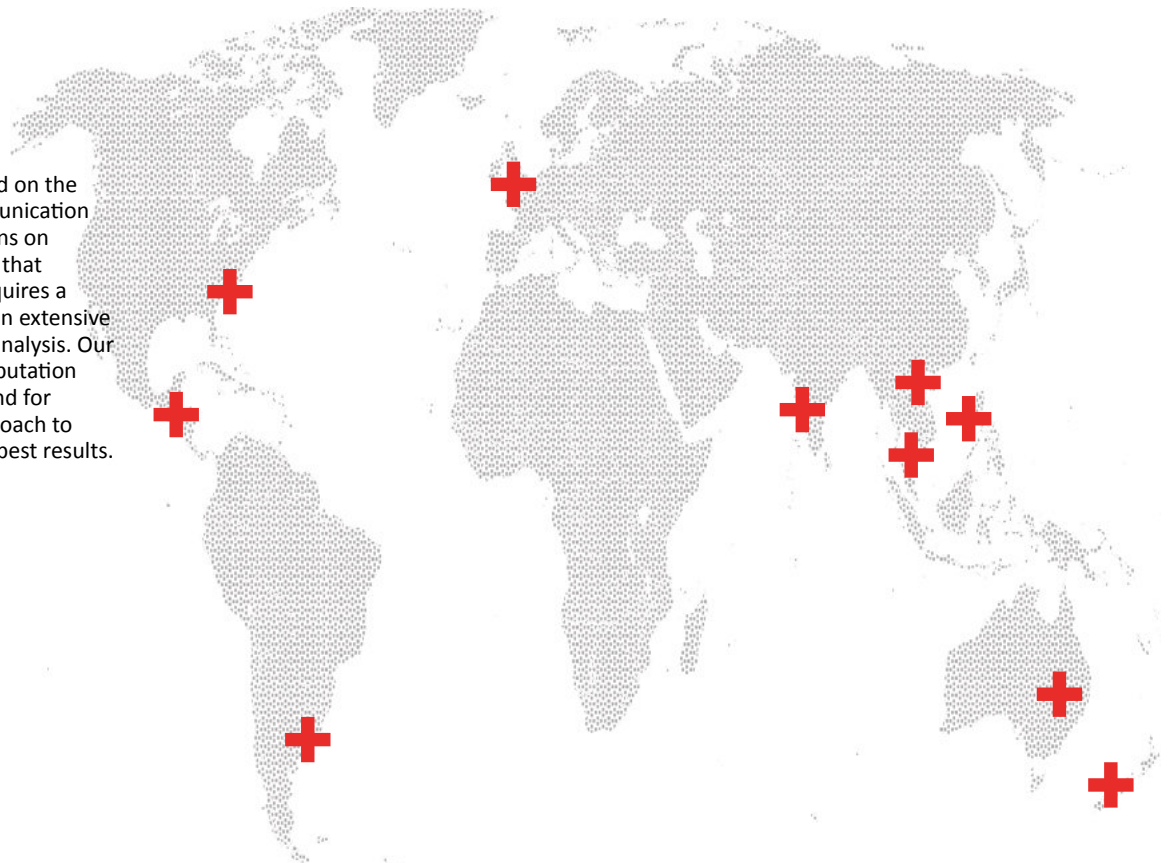 d on the
unication
ns on
that
quires a
n extensive
nalysis. Our
putation
nd for
oach to
best results.